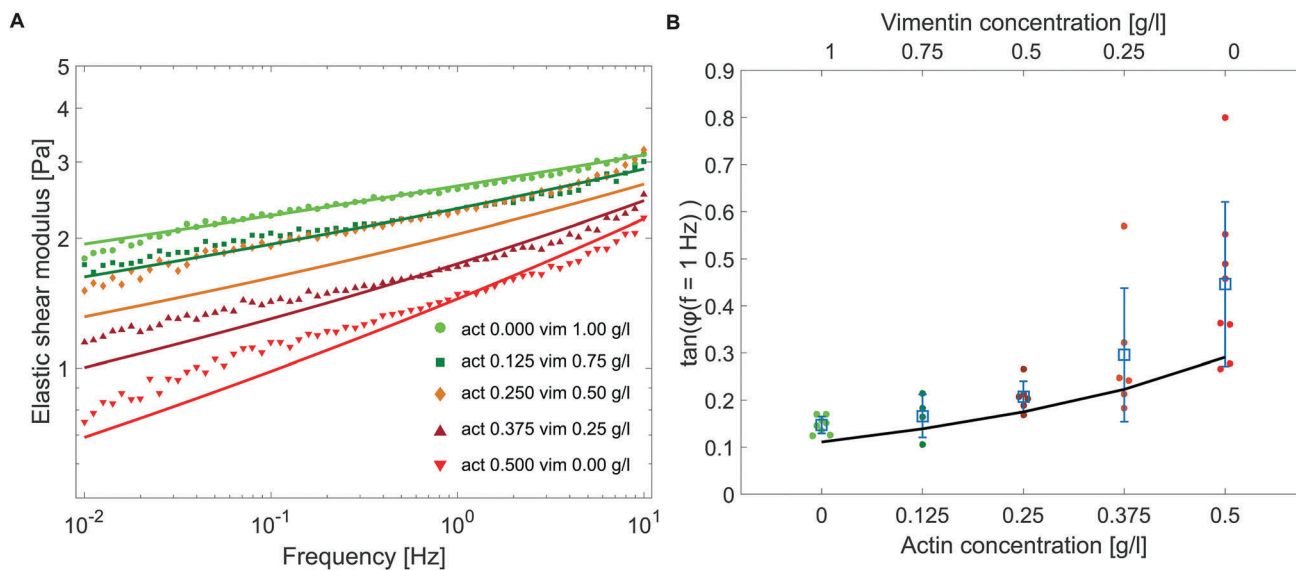 A
Elastic shear modulus [Pa]
5
4
3
2
1
act 0.000 vim 1.00 g/l
act 0.125 vim 0.75 g/l
act 0.250 vim 0.50 g/l
act 0.375 vim 0.25 g/l
act 0.500 vim 0.00 g/l
10⁻² 10⁻¹ 10⁰ 10¹
Frequency [Hz]
B
Vimentin concentration [g/l]
1 0.75 0.5 0.25 0
tan(φ(f = 1 Hz) )
0.9
0.8
0.7
0.6
0.5
0.4
0.3
0.2
0.1
0
0 0.125 0.25 0.375 0.5
Actin concentration [g/l]